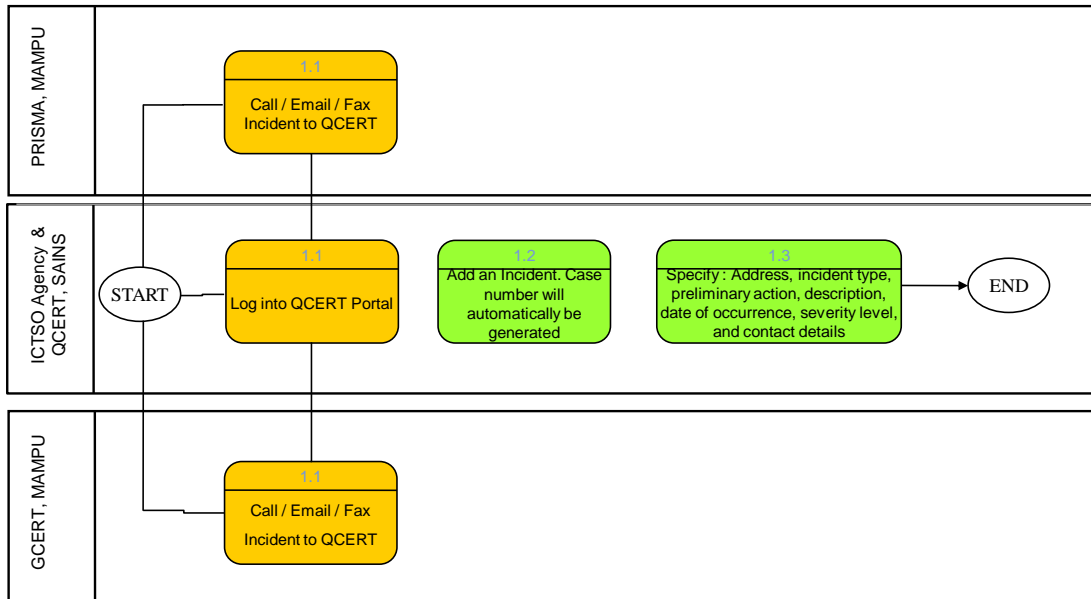 PRISMA, MAMPU
1.1
Call / Email / Fax
Incident to QCERT
ICTSO Agency &
QCERT, SAINS
START
1.1
Log into QCERT Portal
1.2
Add an Incident. Case
number will
automatically be
generated
1.3
Specify : Address, incident type,
preliminary action, description,
date of occurrence, severity level,
and contact details
END
GCERT, MAMPU
1.1
Call / Email / Fax
Incident to QCERT